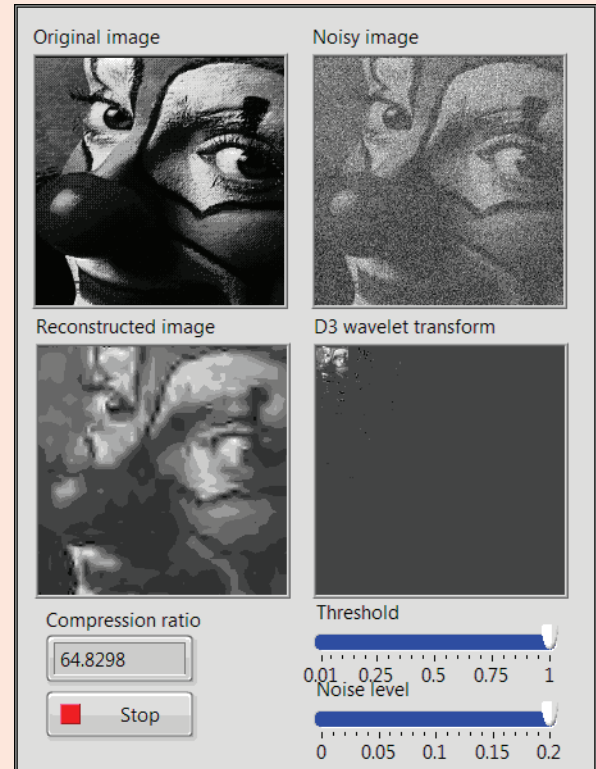 Original image
Noisy image
Reconstructed image
D3 wavelet transform
Compression ratio
64.8298
Stop
Threshold
0.01 0.25 0.5 0.75 1
Noise level
0 0.05 0.1 0.15 0.2